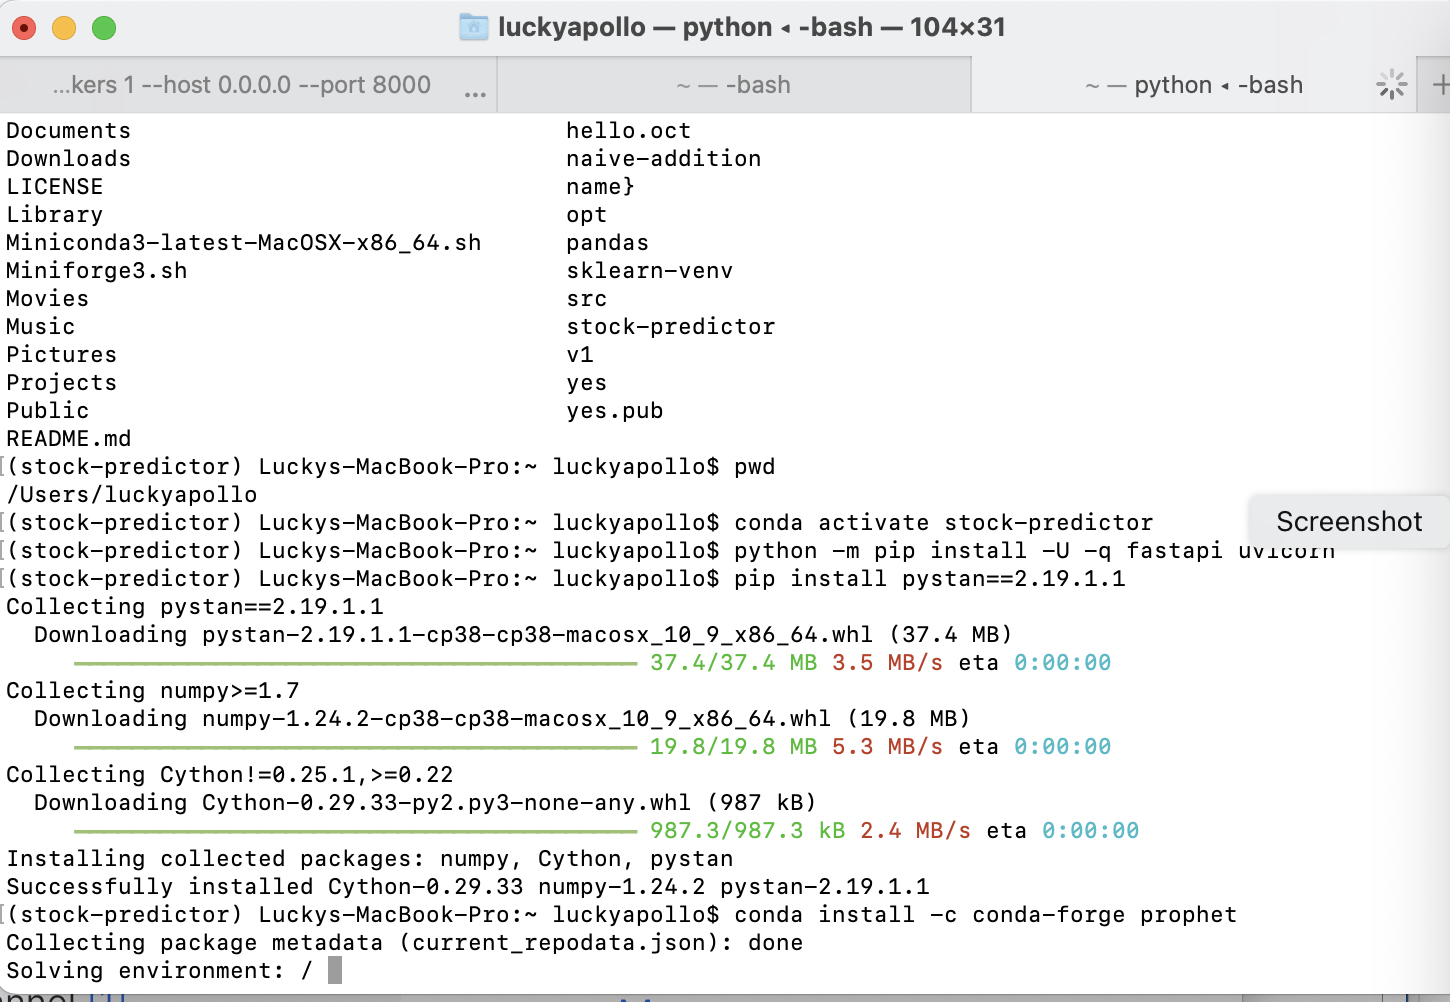 luckyapollo — python ◂ -bash — 104×31
...kers 1 --host 0.0.0.0 --port 8000 ...
~ — -bash
~ — python ◂ -bash
+
Documents hello.oct
Downloads naive-addition
LICENSE name}
Library opt
Miniconda3-latest-MacOSX-x86_64.sh pandas
Miniforge3.sh sklearn-venv
Movies src
Music stock-predictor
Pictures v1
Projects yes
Public yes.pub
README.md
[(stock-predictor) Luckys-MacBook-Pro:~ luckyapollo$ pwd
/Users/luckyapollo
[(stock-predictor) Luckys-MacBook-Pro:~ luckyapollo$ conda activate stock-predictor
Screenshot
[(stock-predictor) Luckys-MacBook-Pro:~ luckyapollo$ python -m pip install -U -q fastapi uvicorn
[(stock-predictor) Luckys-MacBook-Pro:~ luckyapollo$ pip install pystan==2.19.1.1
Collecting pystan==2.19.1.1
Downloading pystan-2.19.1.1-cp38-cp38-macosx_10_9_x86_64.whl (37.4 MB)
37.4/37.4 MB 3.5 MB/s eta 0:00:00
Collecting numpy>=1.7
Downloading numpy-1.24.2-cp38-cp38-macosx_10_9_x86_64.whl (19.8 MB)
19.8/19.8 MB 5.3 MB/s eta 0:00:00
Collecting Cython!=0.25.1,>=0.22
Downloading Cython-0.29.33-py2.py3-none-any.whl (987 kB)
987.3/987.3 kB 2.4 MB/s eta 0:00:00
Installing collected packages: numpy, Cython, pystan
Successfully installed Cython-0.29.33 numpy-1.24.2 pystan-2.19.1.1
[(stock-predictor) Luckys-MacBook-Pro:~ luckyapollo$ conda install -c conda-forge prophet
Collecting package metadata (current_repodata.json): done
Solving environment: /